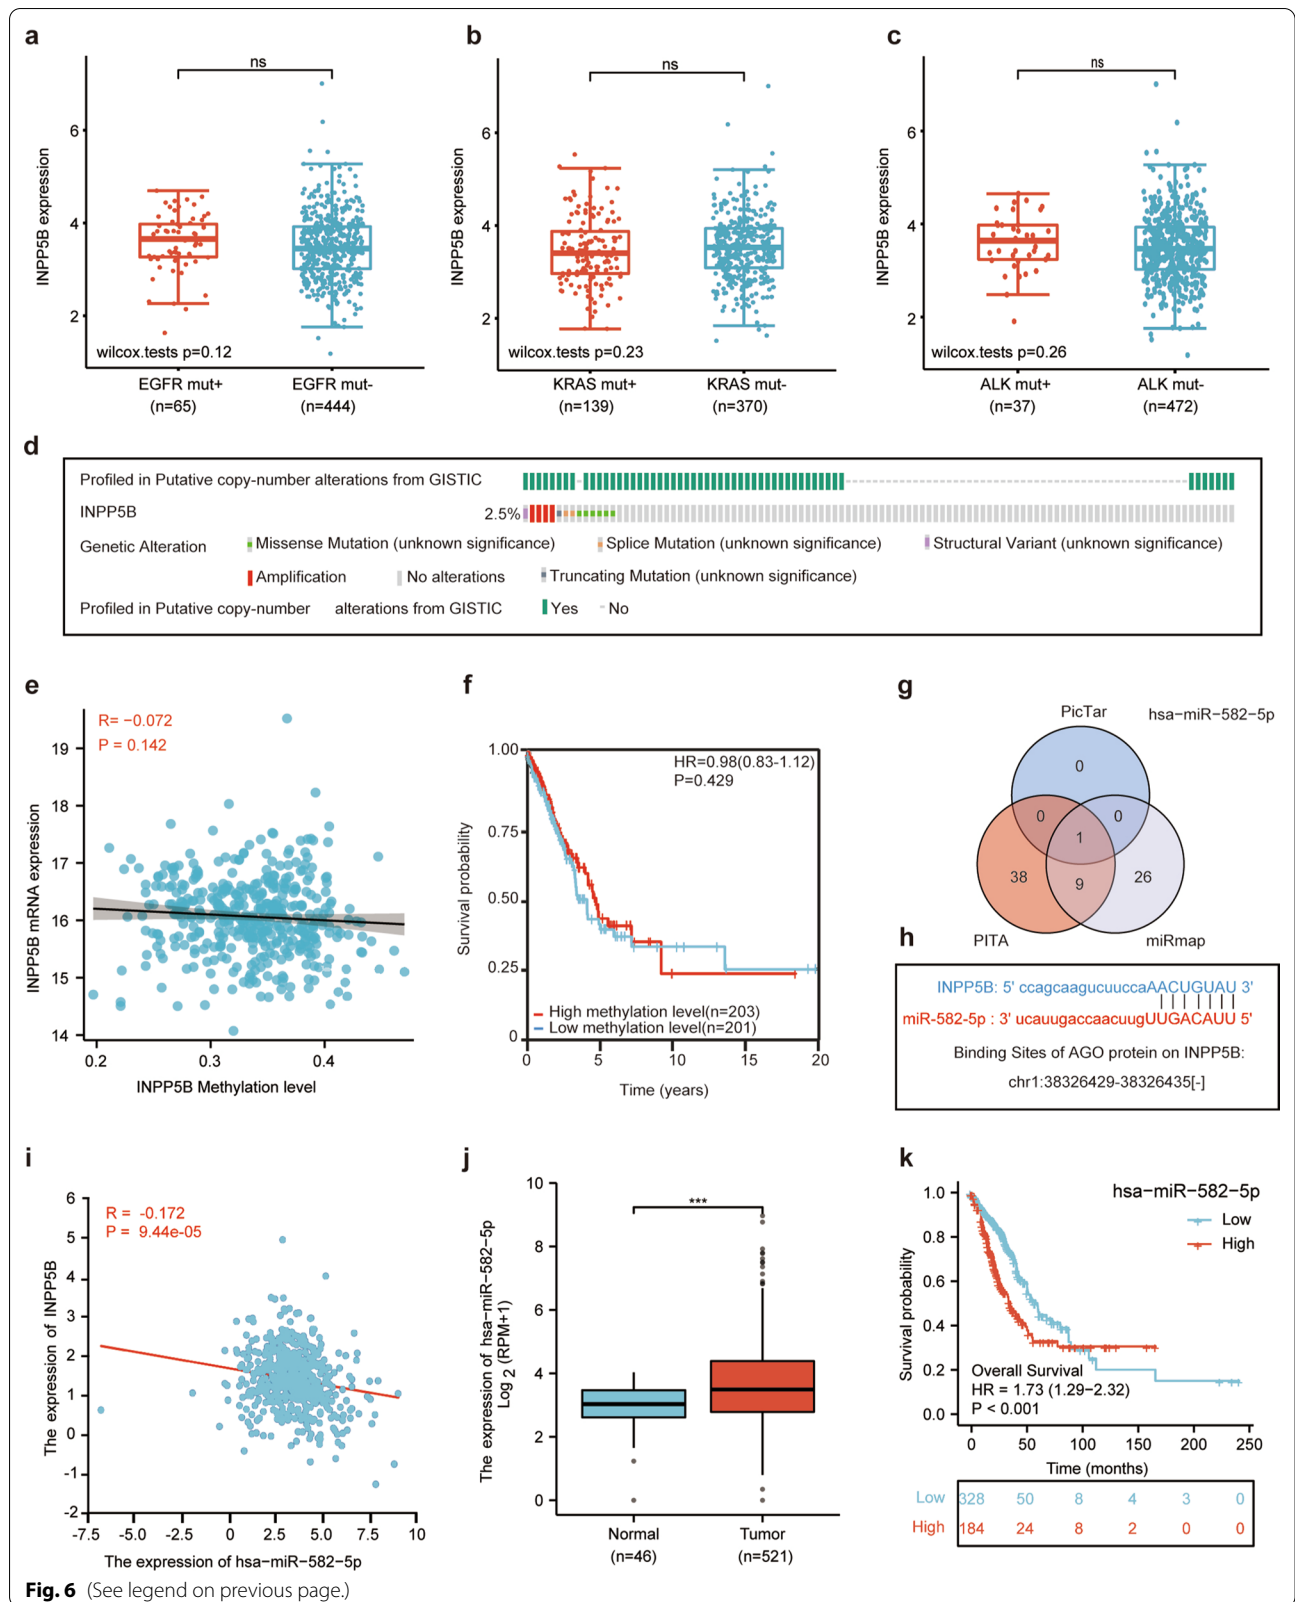 a
ns
INPP5B expression
6
4
2
wilcox.tests p=0.12
EGFR mut+
(n=65)
EGFR mut-
(n=444)
b
ns
INPP5B expression
6
4
2
wilcox.tests p=0.23
KRAS mut+
(n=139)
KRAS mut-
(n=370)
c
ns
INPP5B expression
6
4
2
wilcox.tests p=0.26
ALK mut+
(n=37)
ALK mut-
(n=472)
d
Profiled in Putative copy-number alterations from GISTIC
INPP5B 2.5%
Genetic Alteration Missense Mutation (unknown significance) Splice Mutation (unknown significance) Structural Variant (unknown significance)
Amplification No alterations Truncating Mutation (unknown significance)
Profiled in Putative copy-number alterations from GISTIC Yes No
e
R= −0.072
P = 0.142
INPP5B mRNA expression
19
18
17
16
15
14
0.2 0.3 0.4
INPP5B Methylation level
f
HR=0.98(0.83-1.12)
P=0.429
Survival probability
1.00
0.75
0.50
0.25
0
High methylation level(n=203)
Low methylation level(n=201)
0 5 10 15 20
Time (years)
g
PicTar hsa−miR−582−5p
0
0 0
1
38 9 26
PITA miRmap
h
INPP5B: 5' ccagcaagucuuccaAACUGUAU 3'
miR-582-5p : 3' ucauugaccaacuugUUGACAUU 5'
Binding Sites of AGO protein on INPP5B:
chr1:38326429-38326435[-]
i
R = -0.172
P = 9.44e-05
The expression of INPP5B
6
5
4
3
2
1
0
-1
-2
-7.5 -5.0 -2.5 0 2.5 5.0 7.5 10
The expression of hsa−miR−582−5p
j
***
The expression of hsa−miR−582−5p
Log 2 (RPM+1)
10
8
6
4
2
0
Normal
(n=46)
Tumor
(n=521)
k
hsa−miR−582−5p
Low
High
Survival probability
1.0
0.8
0.6
0.4
0.2
0.0
Overall Survival
HR = 1.73 (1.29−2.32)
P < 0.001
0 50 100 150 200 250
Time (months)
Low 328 50 8 4 3 0
High 184 24 8 2 0 0
Fig. 6 (See legend on previous page.)